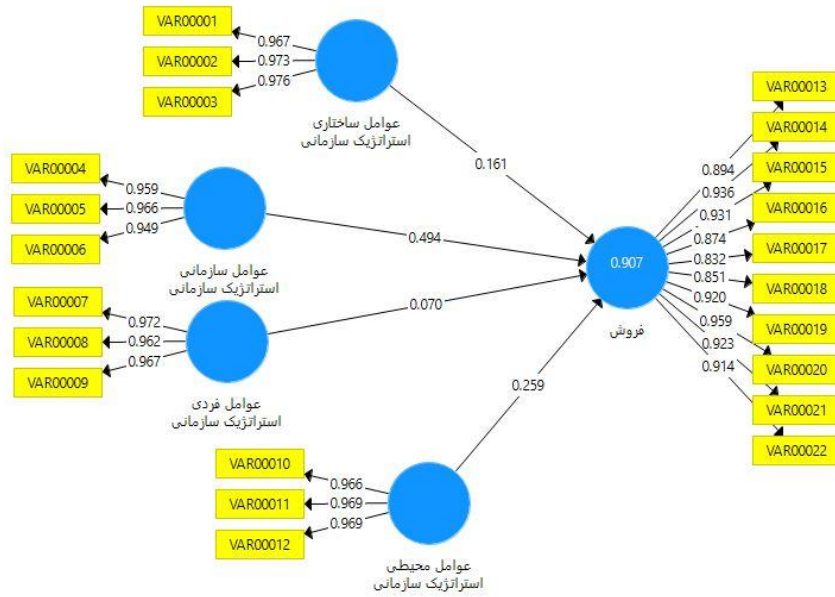 VAR00001
0.967
VAR00002
0.973
VAR00003
0.976
عوامل ساختاری
استراتژیک سازمانی
0.161
VAR00004
0.959
VAR00005
0.966
VAR00006
0.949
عوامل سازمانی
استراتژیک سازمانی
0.494
VAR00007
0.972
VAR00008
0.962
VAR00009
0.967
عوامل فردی
استراتژیک سازمانی
0.070
VAR00010
0.966
VAR00011
0.969
VAR00012
0.969
عوامل محیطی
استراتژیک سازمانی
0.259
0.907
فروش
0.894
0.936
0.931
0.874
0.832
0.851
0.920
0.959
0.923
0.914
VAR00013
VAR00014
VAR00015
VAR00016
VAR00017
VAR00018
VAR00019
VAR00020
VAR00021
VAR00022